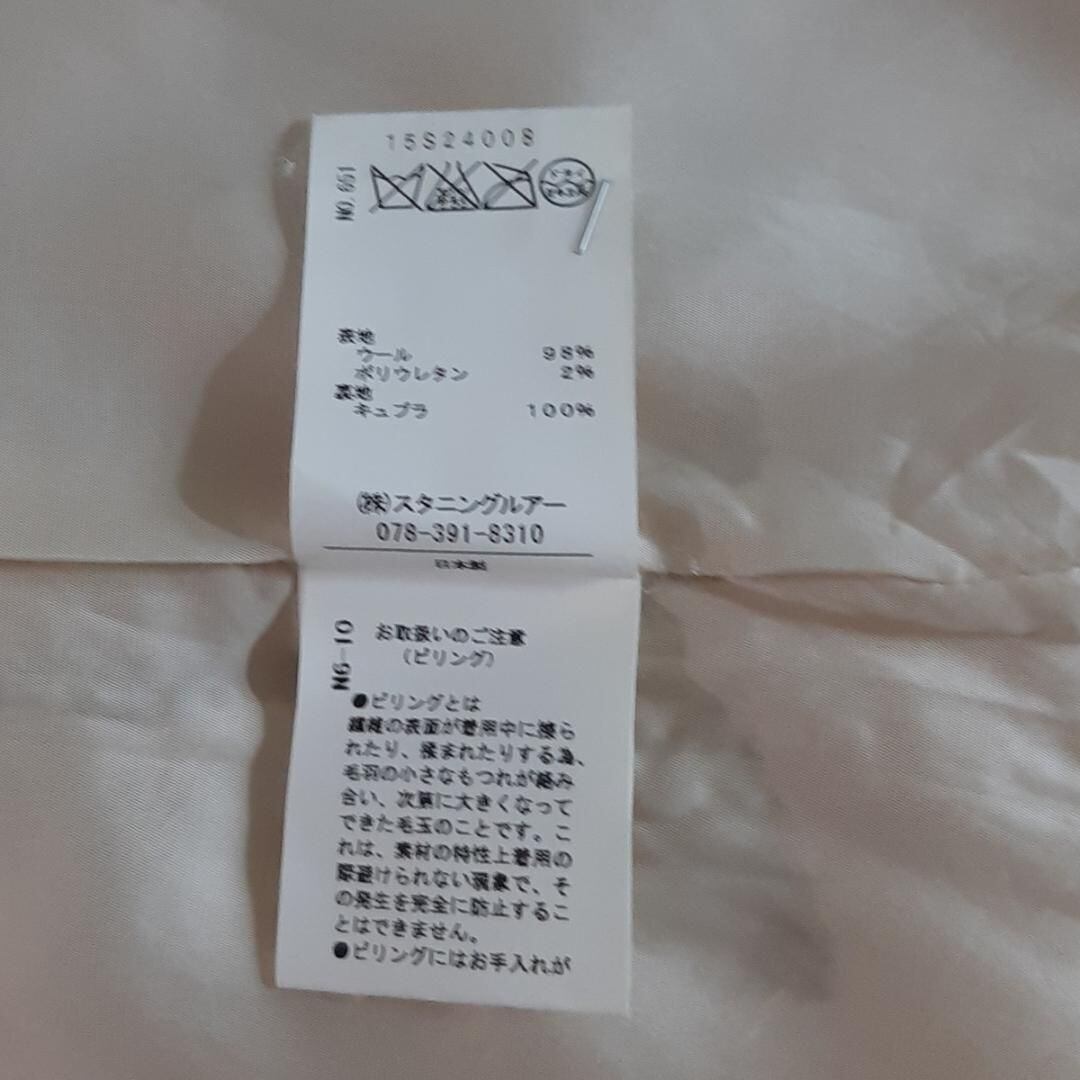 15S24008
NO.651
表地
ウール 98%
ポリウレタン 2%
裏地
キュプラ 100%
(株)スタニングルアー
078-391-8310
日本製
お取扱いのご注意
(ピリング)
●ピリングとは
繊維の表面が着用中に擦ら
れたり、揉まれたりする為、
毛羽の小さなもつれが絡み
合い、次第に大きくなって
できた毛玉のことです。こ
れは、素材の特性上着用の
際避けられない現象で、そ
の発生を完全に防止するこ
とはできません。
●ピリングにはお手入れが